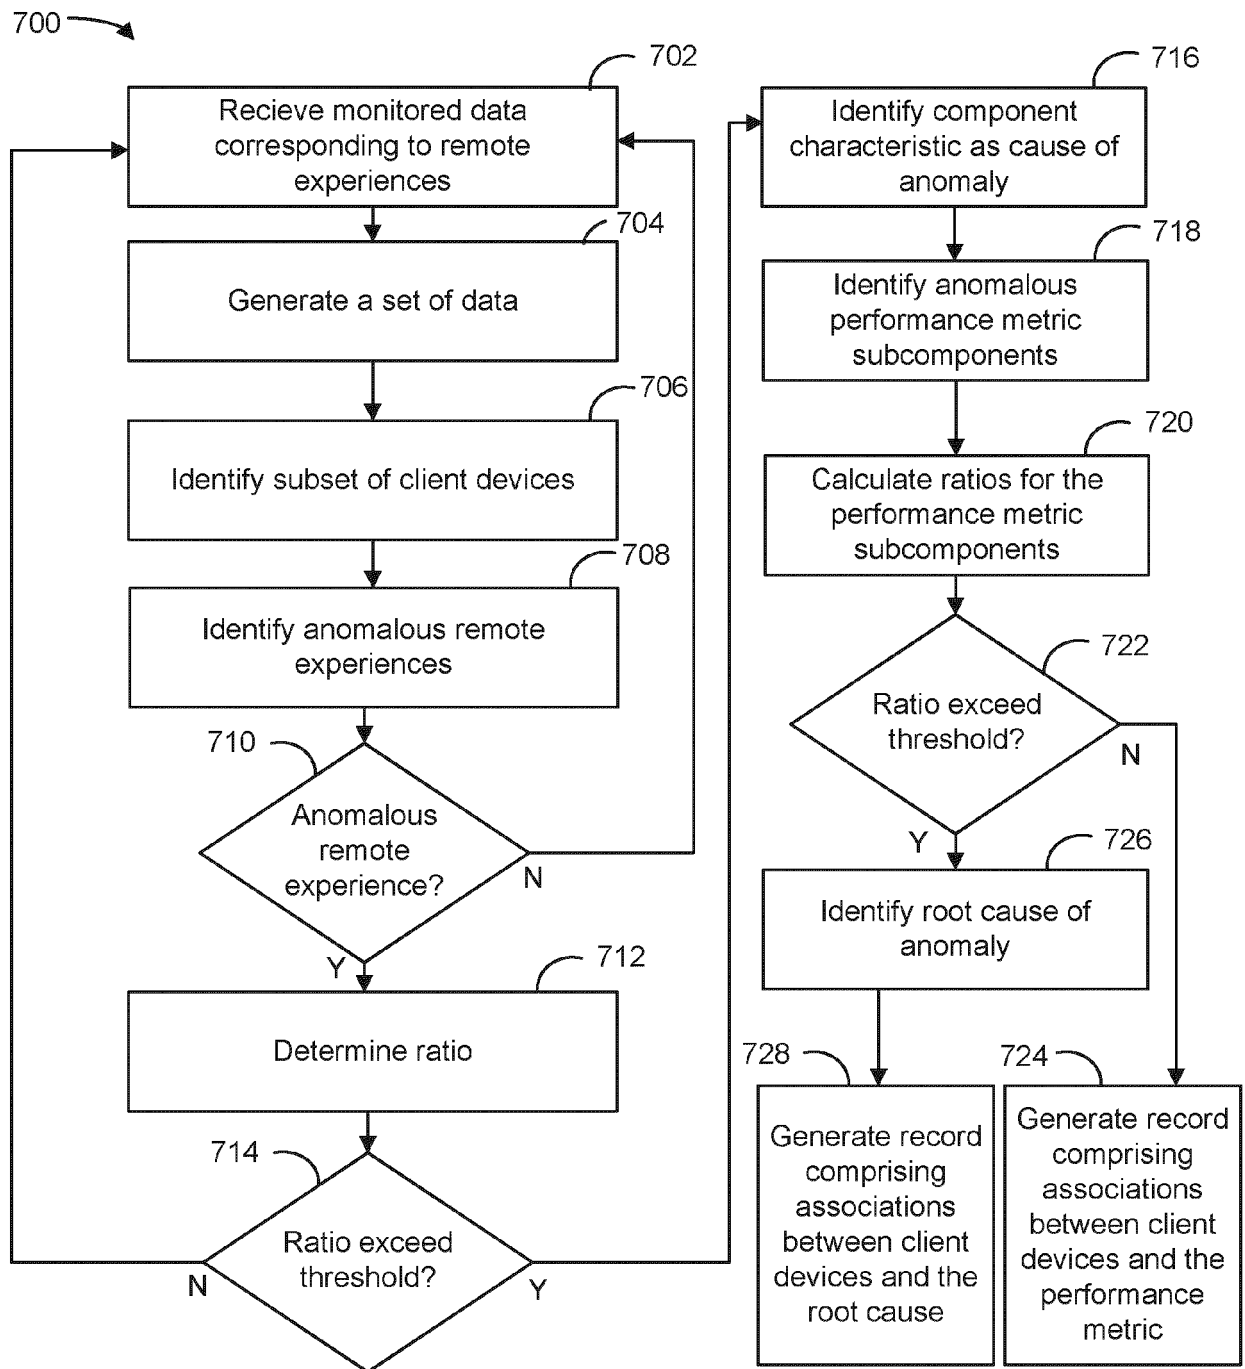 700
702
Recieve monitored data
corresponding to remote
experiences
704
Generate a set of data
706
Identify subset of client devices
708
Identify anomalous remote
experiences
710
Anomalous
remote
experience?
N
Y
712
Determine ratio
714
Ratio exceed
threshold?
N
Y
716
Identify component
characteristic as cause of
anomaly
718
Identify anomalous
performance metric
subcomponents
720
Calculate ratios for the
performance metric
subcomponents
722
Ratio exceed
threshold?
N
Y
726
Identify root cause of
anomaly
728
Generate record
comprising
associations
between client
devices and the
root cause
724
Generate record
comprising
associations
between client
devices and the
performance
metric